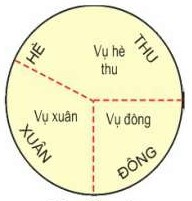 HÈ
THU
Vụ hè
thu
Vụ xuân
Vụ đông
XUÂN
ĐÔNG